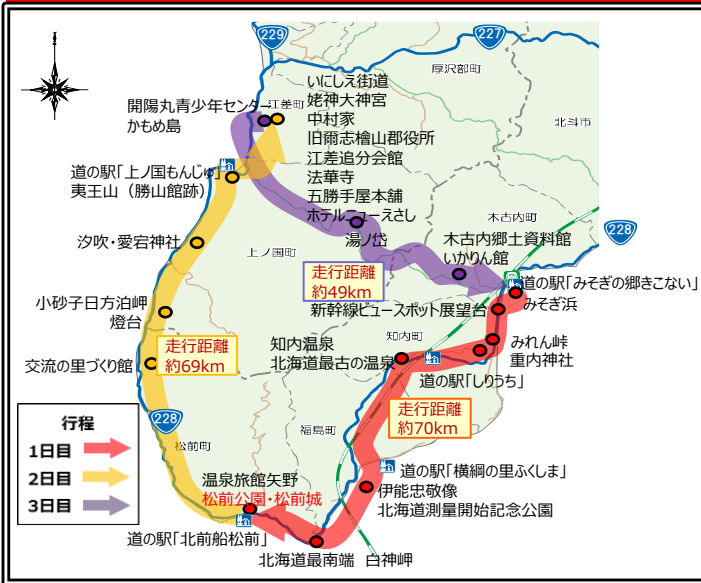 229
227
厚沢部町
いにしえ街道
姥神大神宮
中村家
旧爾志檜山郡役所
江差追分会館
法華寺
五勝手屋本舗
ホテルニューえさし
開陽丸青少年センター
かもめ島
江差町
北斗市
道の駅「上ノ国もんじゅ」
夷王山（勝山館跡）
湯ノ岱
木古内町
228
木古内郷土資料館
いかりん館
汐吹・愛宕神社
上ノ国町
走行距離
約49km
道の駅「みそぎの郷きこない」
みそぎ浜
新幹線ビュースポット展望台
小砂子日方泊岬
燈台
走行距離
約69km
知内町
知内温泉
北海道最古の温泉
みれん峠
重内神社
交流の里づくり館
道の駅「しりうち」
走行距離
約70km
行程
1日目
2日目
3日目
228
松前町
福島町
道の駅「横綱の里ふくしま」
伊能忠敬像
北海道測量開始記念公園
温泉旅館矢野
松前公園・松前城
道の駅「北前船松前」
北海道最南端 白神岬